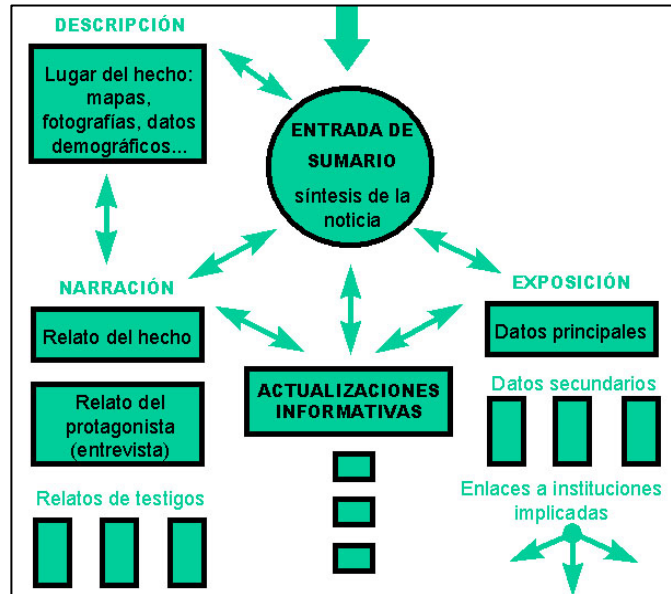 DESCRIPCIÓN
Lugar del hecho:
mapas,
fotografías, datos
demográficos...
ENTRADA DE
SUMARIO
síntesis de la
noticia
NARRACIÓN
Relato del hecho
Relato del
protagonista
(entrevista)
Relatos de testigos
ACTUALIZACIONES
INFORMATIVAS
EXPOSICIÓN
Datos principales
Datos secundarios
Enlaces a instituciones
implicadas